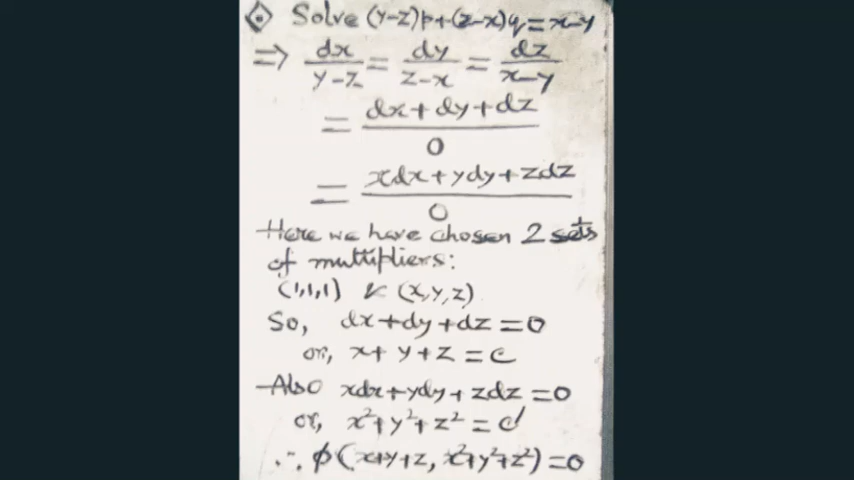 Solve (y-z)p+(z-x)q=x-y
⇒ dx/y-z = dy/z-x = dz/x-y
= dx+dy+dz/0
= xdx+ydy+zdz/0
Here we have chosen 2 sets
of multipliers:
(1,1,1) & (x,y,z)
So, dx+dy+dz=0
or, x+y+z=c
Also xdx+ydy+zdz=0
or, x²+y²+z²=c'
∴ φ(x+y+z, x²+y²+z²)=0